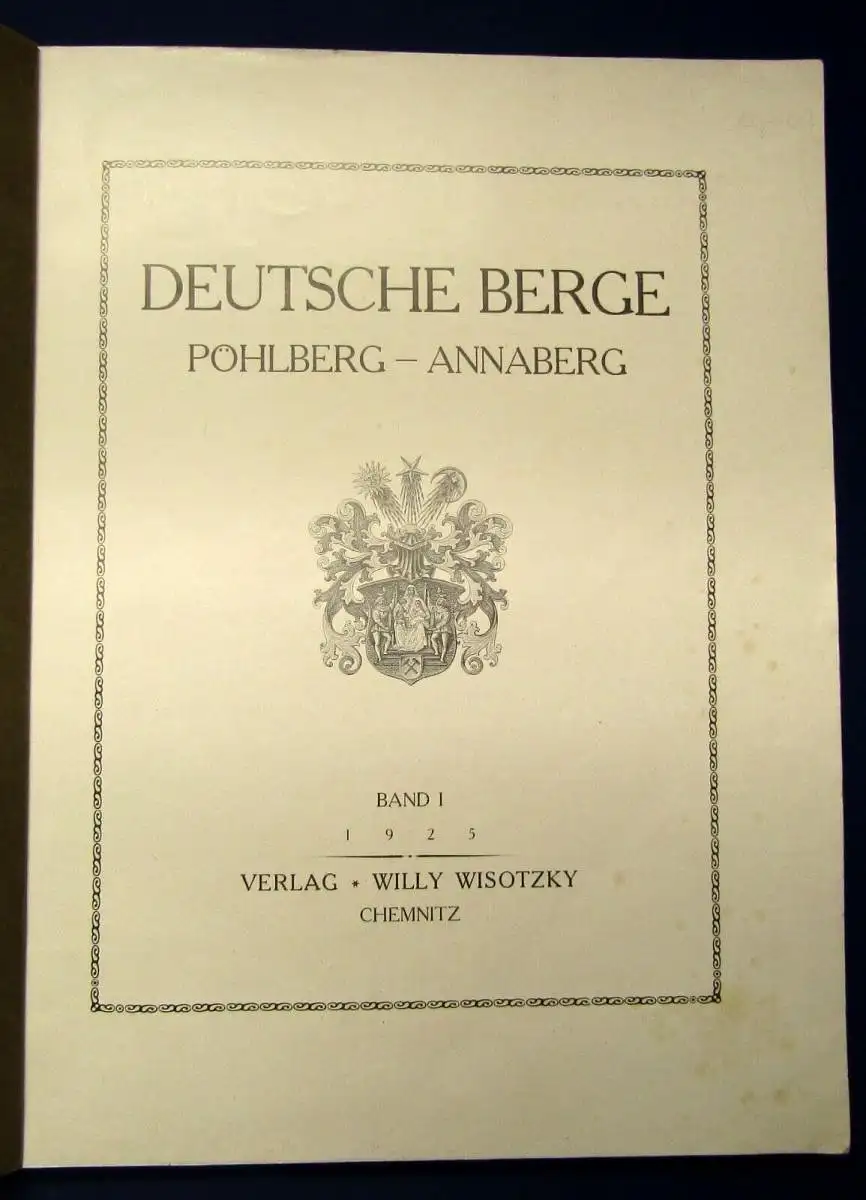 DEUTSCHE BERGE
PÖHLBERG – ANNABERG
BAND I
1 9 2 5
VERLAG * WILLY WISOTZKY
CHEMNITZ